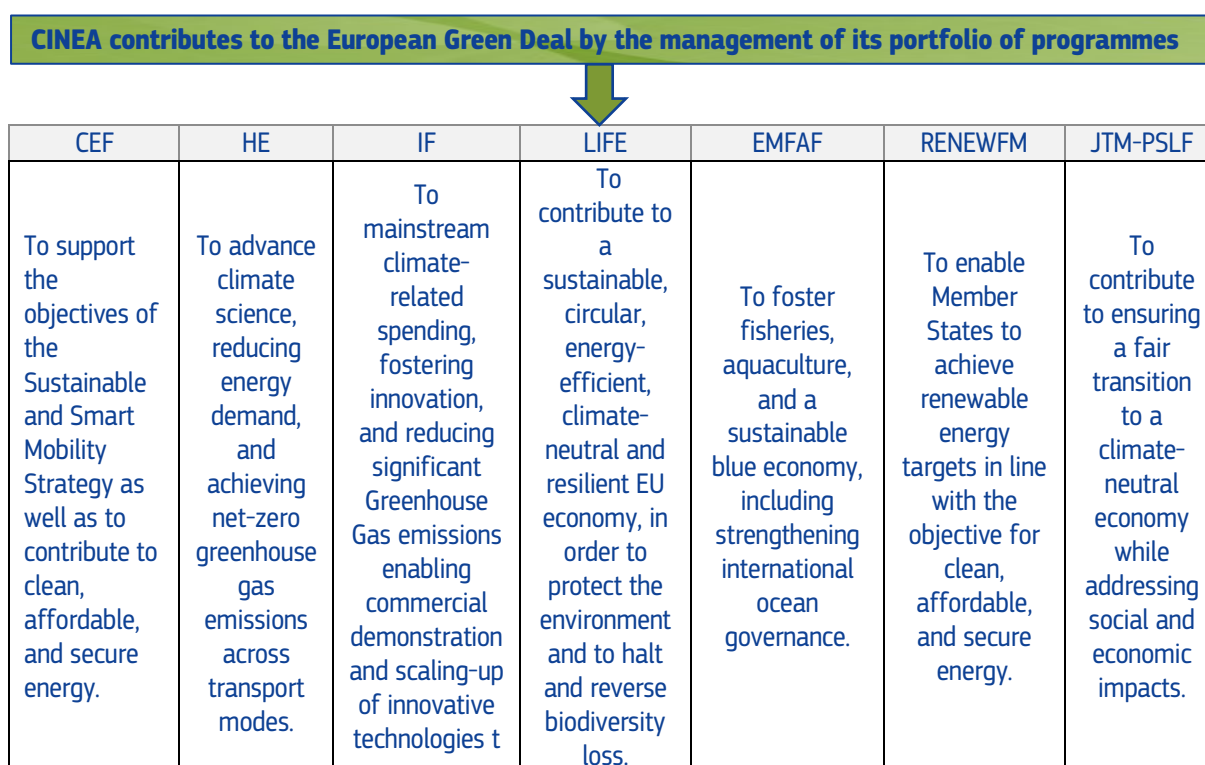 CINEA contributes to the European Green Deal by the management of its portfolio of programmes
CEF
HE
IF
LIFE
EMFAF
RENEWFM
JTM-PSLF
To support
the
objectives of
the
Sustainable
and Smart
Mobility
Strategy as
well as to
contribute to
clean,
affordable,
and secure
energy.
To advance
climate
science,
reducing
energy
demand,
and
achieving
net-zero
greenhouse
gas
emissions
across
transport
modes.
To
mainstream
climate-
related
spending,
fostering
innovation,
and reducing
significant
Greenhouse
Gas emissions
enabling
commercial
demonstration
and scaling-up
of innovative
technologies t
To
contribute to
a
sustainable,
circular,
energy-
efficient,
climate-
neutral and
resilient EU
economy, in
order to
protect the
environment
and to halt
and reverse
biodiversity
loss.
To foster
fisheries,
aquaculture,
and a
sustainable
blue economy,
including
strengthening
international
ocean
governance.
To enable
Member
States to
achieve
renewable
energy
targets in line
with the
objective for
clean,
affordable,
and secure
energy.
To
contribute
to ensuring
a fair
transition
to a
climate-
neutral
economy
while
addressing
social and
economic
impacts.